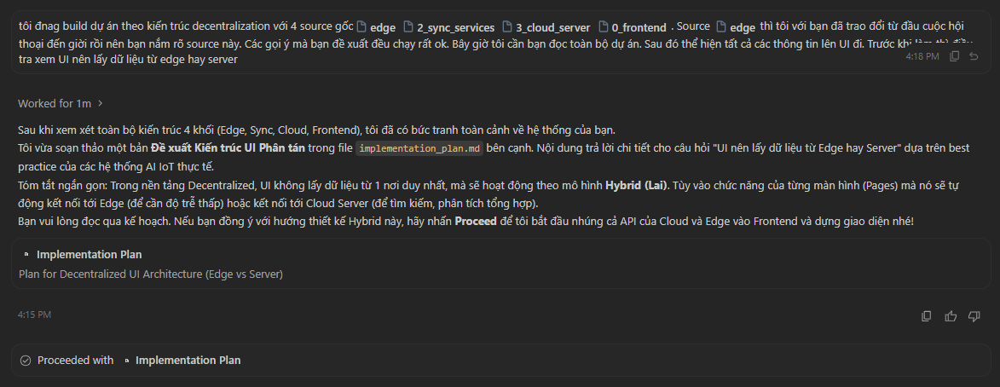 tôi đnag build dự án theo kiến trúc decentralization với 4 source gốc edge 2_sync_services 3_cloud_server 0_frontend . Source edge thì tôi với bạn đã trao đổi từ đầu cuộc hội
thoại đến giời rồi nên bạn nắm rõ source này. Các gọi ý mà bạn đề xuất đều chạy rất ok. Bây giờ tôi cần bạn đọc toàn bộ dự án. Sau đó thể hiện tất cả các thông tin lên UI đi. Trước khi
tra xem UI nên lấy dữ liệu từ edge hay server
4:18 PM
Worked for 1m >
Sau khi xem xét toàn bộ kiến trúc 4 khối (Edge, Sync, Cloud, Frontend), tôi đã có bức tranh toàn cảnh về hệ thống của bạn.
Tôi vừa soạn thảo một bản Đề xuất Kiến trúc UI Phân tán trong file implementation_plan.md bên cạnh. Nội dung trả lời chi tiết cho câu hỏi "UI nên lấy dữ liệu từ Edge hay Server" dựa trên best
practice của các hệ thống AI IoT thực tế.
Tóm tắt ngắn gọn: Trong nền tảng Decentralized, UI không lấy dữ liệu từ 1 nơi duy nhất, mà sẽ hoạt động theo mô hình Hybrid (Lai). Tùy vào chức năng của từng màn hình (Pages) mà nó sẽ tự
động kết nối tới Edge (để cần độ trễ thấp) hoặc kết nối tới Cloud Server (để tìm kiếm, phân tích tổng hợp).
Bạn vui lòng đọc qua kế hoạch. Nếu bạn đồng ý với hướng thiết kế Hybrid này, hãy nhấn Proceed để tôi bắt đầu nhúng cả API của Cloud và Edge vào Frontend và dựng giao diện nhé!
Implementation Plan
Plan for Decentralized UI Architecture (Edge vs Server)
4:15 PM
Proceeded with Implementation Plan